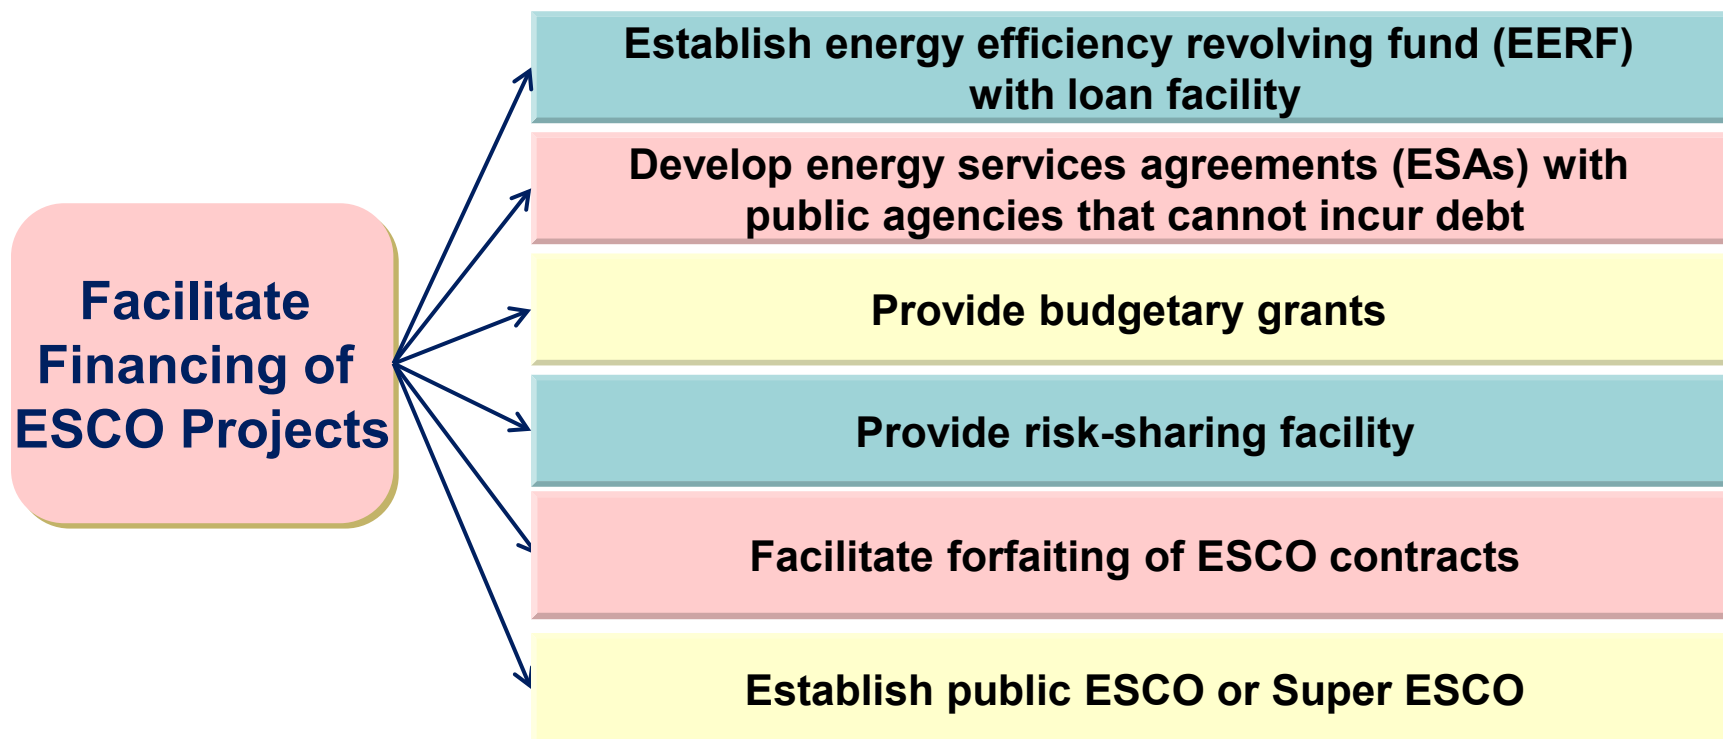 Facilitate
Financing of
ESCO Projects
Establish energy efficiency revolving fund (EERF)
with loan facility
Develop energy services agreements (ESAs) with
public agencies that cannot incur debt
Provide budgetary grants
Provide risk-sharing facility
Facilitate forfaiting of ESCO contracts
Establish public ESCO or Super ESCO